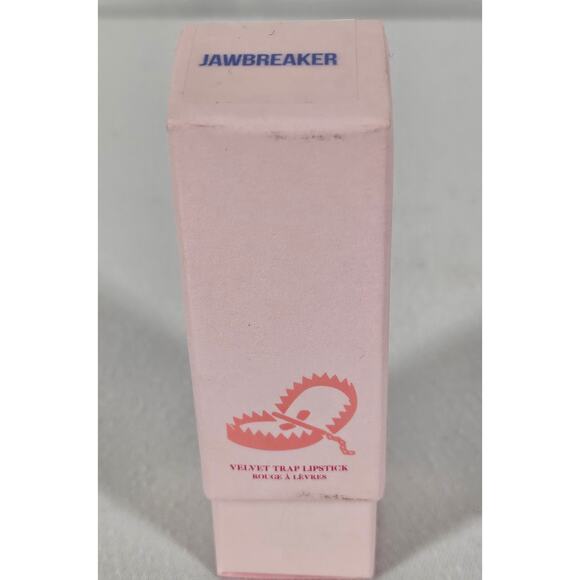 JAWBREAKER
VELVET TRAP LIPSTICK
ROUGE À LÈVRES